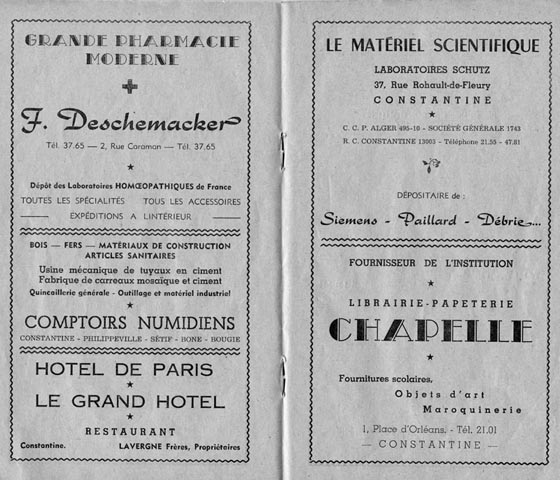 GRANDE PHARMACIE
MODERNE
F. Deschemacker
Tél. 37.65 — 2, Rue Caraman — Tél. 37.65
Dépôt des Laboratoires HOMŒOPATHIQUES de France
TOUTES LES SPÉCIALITÉS TOUS LES ACCESSOIRES
EXPÉDITIONS A L'INTÉRIEUR
BOIS — FERS — MATÉRIAUX DE CONSTRUCTION
ARTICLES SANITAIRES
Usine mécanique de tuyaux en ciment
Fabrique de carreaux mosaïque et ciment
Quincaillerie générale - Outillage et matériel industriel
COMPTOIRS NUMIDIENS
CONSTANTINE - PHILIPPEVILLE - SÉTIF - BONE - BOUGIE
HOTEL DE PARIS
LE GRAND HOTEL
RESTAURANT
Constantine. LAVERGNE Frères, Propriétaires
LE MATÉRIEL SCIENTIFIQUE
LABORATOIRES SCHUTZ
37, Rue Rohault-de-Fleury
CONSTANTINE
C. C. P. ALGER 495-10 - SOCIÉTÉ GÉNÉRALE 1743
R. C. CONSTANTINE 13003 - Téléphone 21.55 - 47.81
DÉPOSITAIRE de :
Siemens - Paillard - Débrie...
FOURNISSEUR DE L'INSTITUTION
LIBRAIRIE-PAPETERIE
CHAPELLE
Fournitures scolaires,
Objets d'art
Maroquinerie
1, Place d'Orléans. - Tél. 21.01
— CONSTANTINE —